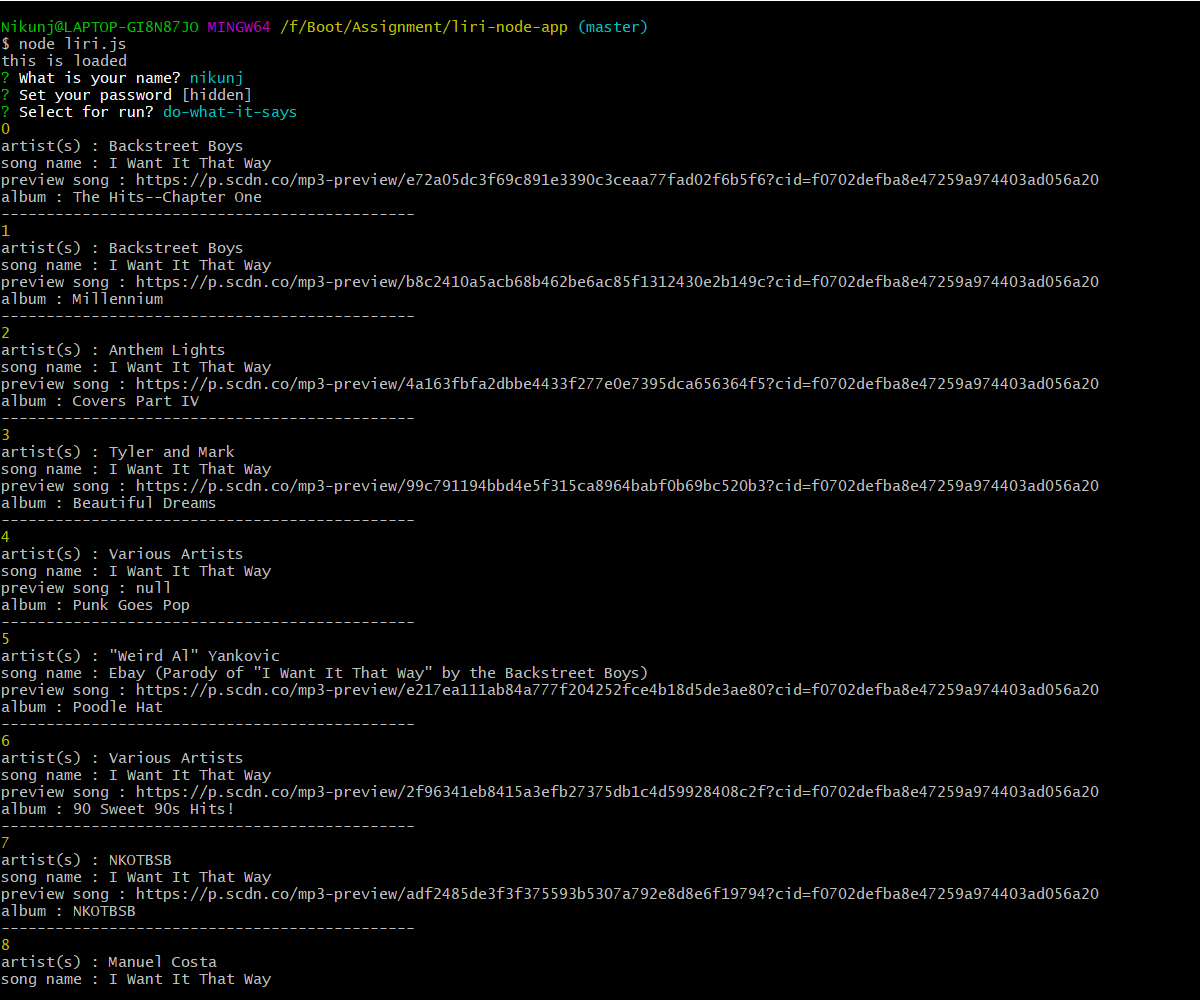 Nikunj@LAPTOP-GI8N87JO MINGW64 /f/Boot/Assignment/liri-node-app (master)
$ node liri.js
this is loaded
? What is your name? nikunj
? Set your password [hidden]
? Select for run? do-what-it-says
0
artist(s) : Backstreet Boys
song name : I Want It That Way
preview song : https://p.scdn.co/mp3-preview/e72a05dc3f69c891e3390c3ceaa77fad02f6b5f6?cid=f0702defba8e47259a974403ad056a20
album : The Hits--Chapter One
----------------------------------------------
1
artist(s) : Backstreet Boys
song name : I Want It That Way
preview song : https://p.scdn.co/mp3-preview/b8c2410a5acb68b462be6ac85f1312430e2b149c?cid=f0702defba8e47259a974403ad056a20
album : Millennium
----------------------------------------------
2
artist(s) : Anthem Lights
song name : I Want It That Way
preview song : https://p.scdn.co/mp3-preview/4a163fbfa2dbbe4433f277e0e7395dca656364f5?cid=f0702defba8e47259a974403ad056a20
album : Covers Part IV
----------------------------------------------
3
artist(s) : Tyler and Mark
song name : I Want It That Way
preview song : https://p.scdn.co/mp3-preview/99c791194bbd4e5f315ca8964babf0b69bc520b3?cid=f0702defba8e47259a974403ad056a20
album : Beautiful Dreams
----------------------------------------------
4
artist(s) : Various Artists
song name : I Want It That Way
preview song : null
album : Punk Goes Pop
----------------------------------------------
5
artist(s) : "Weird Al" Yankovic
song name : Ebay (Parody of "I Want It That Way" by the Backstreet Boys)
preview song : https://p.scdn.co/mp3-preview/e217ea111ab84a777f204252fce4b18d5de3ae80?cid=f0702defba8e47259a974403ad056a20
album : Poodle Hat
----------------------------------------------
6
artist(s) : Various Artists
song name : I Want It That Way
preview song : https://p.scdn.co/mp3-preview/2f96341eb8415a3efb27375db1c4d59928408c2f?cid=f0702defba8e47259a974403ad056a20
album : 90 Sweet 90s Hits!
----------------------------------------------
7
artist(s) : NKOTBSB
song name : I Want It That Way
preview song : https://p.scdn.co/mp3-preview/adf2485de3f3f375593b5307a792e8d8e6f19794?cid=f0702defba8e47259a974403ad056a20
album : NKOTBSB
----------------------------------------------
8
artist(s) : Manuel Costa
song name : I Want It That Way